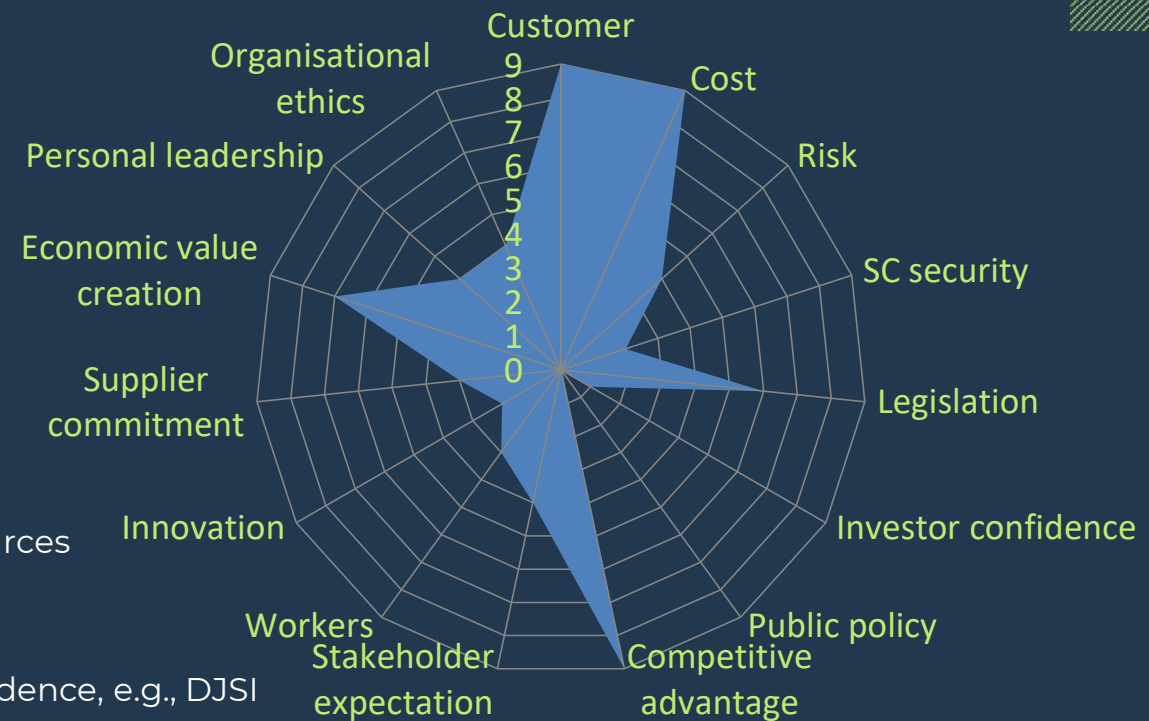 Customer
Cost
Risk
SC security
Legislation
Investor confidence
Public policy
Competitive
advantage
Stakeholder
expectation
Workers
Innovation
Supplier
commitment
Economic value
creation
Personal leadership
Organisational
ethics
9
8
7
6
5
4
3
2
1
0
rces
dence, e.g., DJSI